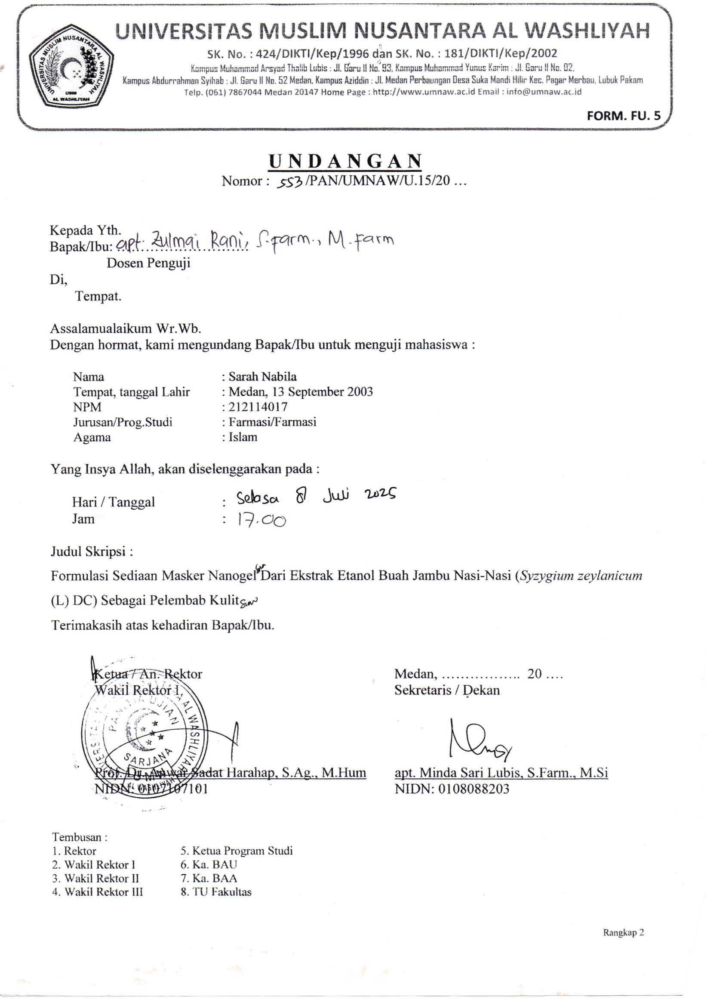 UNIVERSITAS MUSLIM NUSANTARA AL WASHLIYAH
SK. No. : 424/DIKTI/Kep/1996 dan SK. No. : 181/DIKTI/Kep/2002
Kampus Muhammad Arsyad Thalib Lubis : Jl. Garu II No. 93, Kampus Muhammad Yunus Karim : Jl. Garu II No. 02,
Kampus Abdurrahman Syihab : Jl. Garu II No. 52 Medan, Kampus Aziddin : Jl. Medan Perbaungan Desa Suka Mandi Hilir Kec. Pagar Merbau, Lubuk Pakam
Telp. (061) 7867044 Medan 20147 Home Page : http://www.umnaw.ac.id Email : info@umnaw.ac.id
UNIVERSITAS MUSLIM NUSANTARA AL WASHLIYAH
UMN
AL WASHLIYAH
FORM. FU. 5
UNDANGAN
Nomor : 553/PAN/UMNAW/U.15/20 ...
Kepada Yth.
Bapak/Ibu: apt. Zulmai Rani, S.Farm., M.Farm
Dosen Penguji
Di,
Tempat.
Assalamualaikum Wr.Wb.
Dengan hormat, kami mengundang Bapak/Ibu untuk menguji mahasiswa :
Nama : Sarah Nabila
Tempat, tanggal Lahir : Medan, 13 September 2003
NPM : 212114017
Jurusan/Prog.Studi : Farmasi/Farmasi
Agama : Islam
Yang Insya Allah, akan diselenggarakan pada :
Hari / Tanggal : Selasa 8 Juli 2025
Jam : 17.00
Judul Skripsi :
Formulasi Sediaan Masker Nanogel Dari Ekstrak Etanol Buah Jambu Nasi-Nasi (Syzygium zeylanicum
(L) DC) Sebagai Pelembab Kulit
Terimakasih atas kehadiran Bapak/Ibu.
Ketua / An. Rektor
Wakil Rektor I,
PANITIA UJIAN
SARJANA
UMN
AL WASHLIYAH
Prof. Dr. Anwar Sadat Harahap, S.Ag., M.Hum
NIDN: 0107107101
Medan, ................. 20 ....
Sekretaris / Dekan
apt. Minda Sari Lubis, S.Farm., M.Si
NIDN: 0108088203
Tembusan :
1. Rektor
2. Wakil Rektor I
3. Wakil Rektor II
4. Wakil Rektor III
5. Ketua Program Studi
6. Ka. BAU
7. Ka. BAA
8. TU Fakultas
Rangkap 2